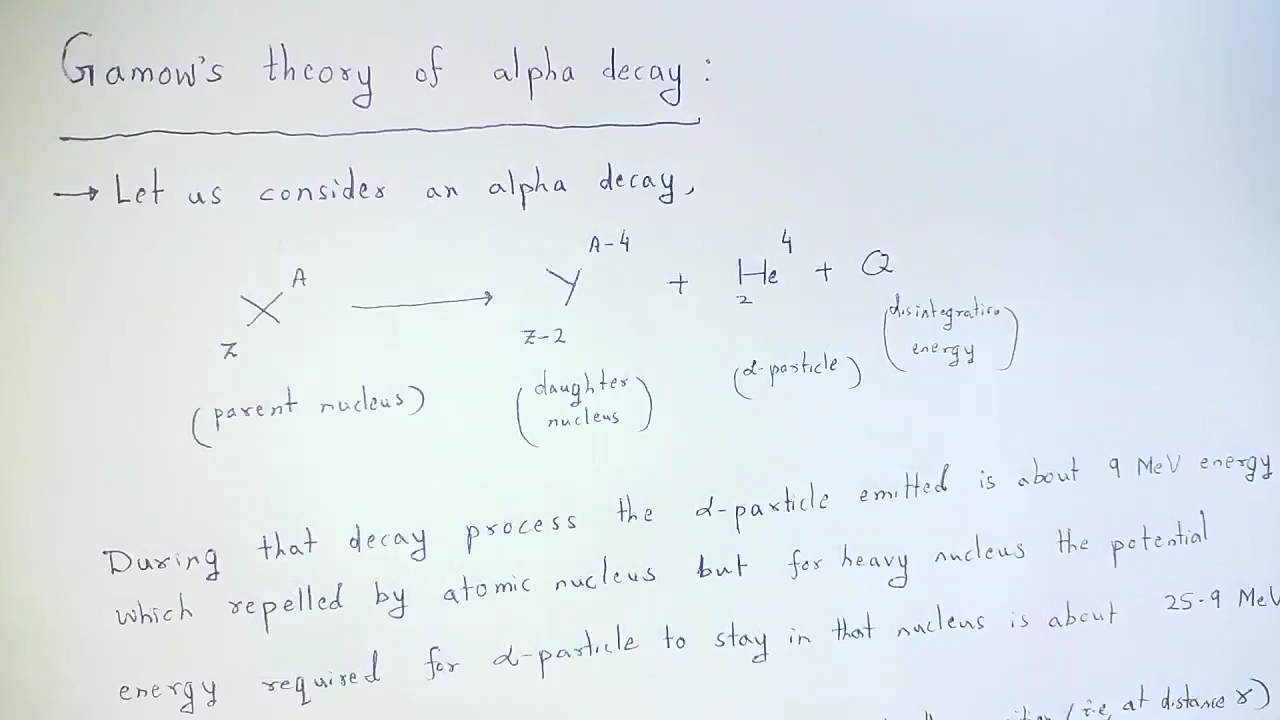 Gamow's theory of alpha decay :
→ Let us consider an alpha decay,
X A Z ⟶ Y A-4 Z-2 + He 4 2 + Q
(parent nucleus) (daughter nucleus) (α-particle) (disintegration energy)
During that decay process the α-particle emitted is about 9 MeV energy
which repelled by atomic nucleus but for heavy nucleus the potential
energy required for α-particle to stay in that nucleus is about 25-9 MeV
(i.e, at distance r)